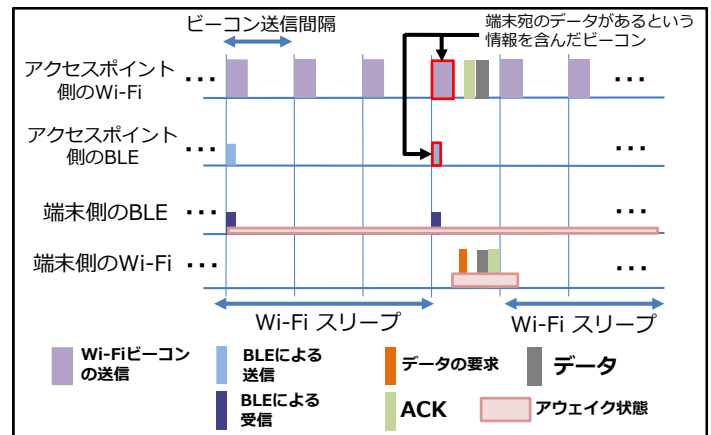 ビーコン送信間隔
端末宛のデータがあるという
情報を含んだビーコン
アクセスポイント
側のWi-Fi
アクセスポイント
側のBLE
端末側のBLE
端末側のWi-Fi
Wi-Fi スリープ
Wi-Fi スリープ
Wi-Fiビーコン
の送信
BLEによる
送信
データの要求
データ
BLEによる
受信
ACK
アウェイク状態